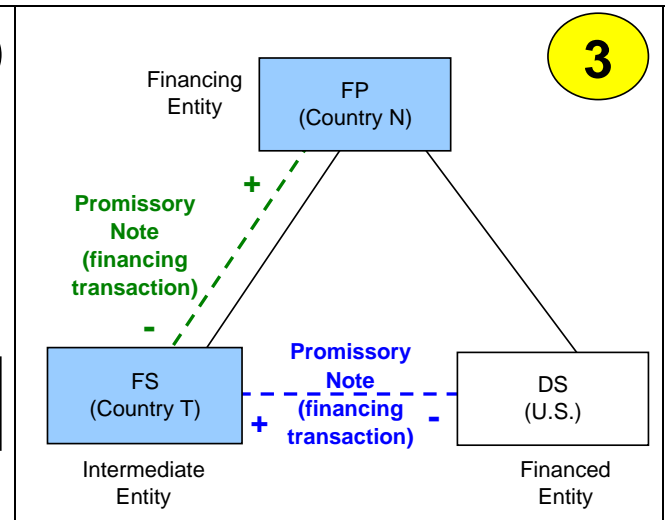 3
Financing
Entity
FP
(Country N)
+
Promissory
Note
(financing
transaction)
-
FS
(Country T)
Promissory
Note
(financing
transaction)
+
-
DS
(U.S.)
Intermediate
Entity
Financed
Entity